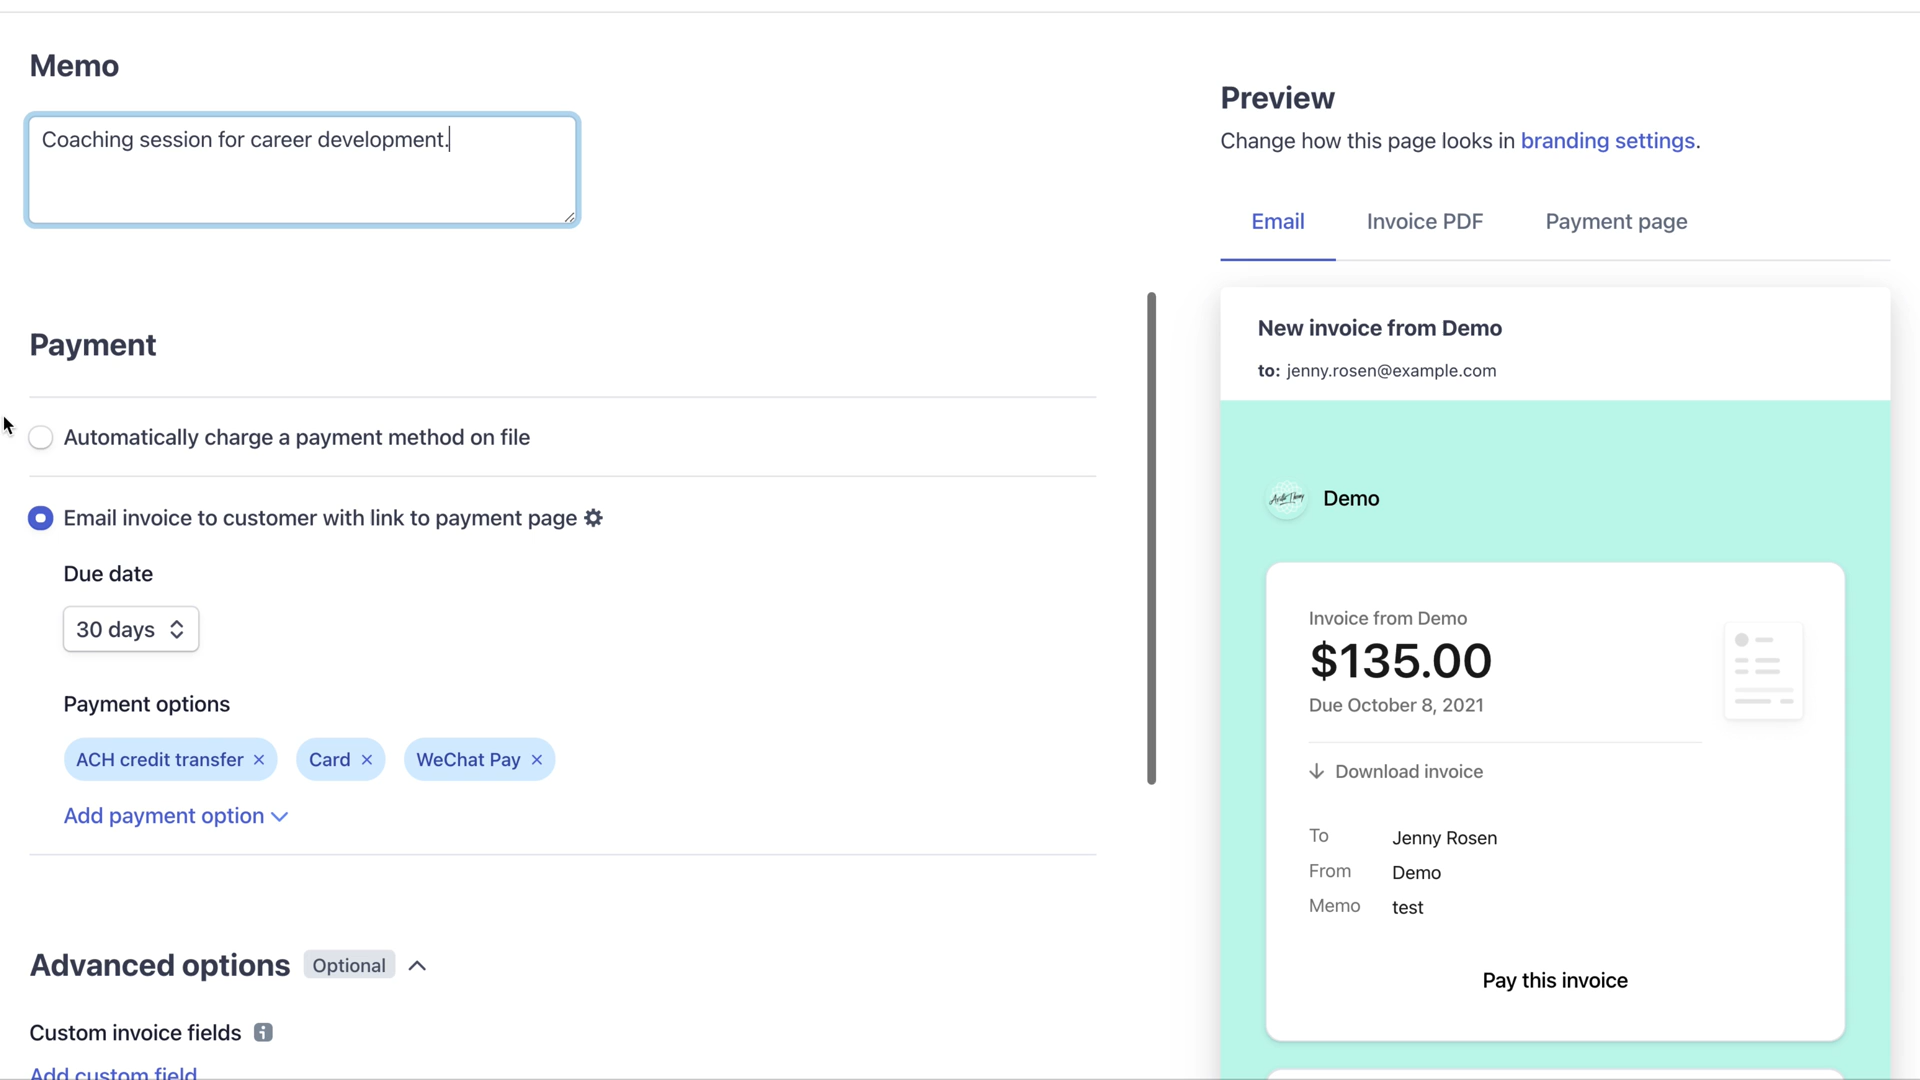 Memo
Coaching session for career development.
Payment
Automatically charge a payment method on file
Email invoice to customer with link to payment page
Due date
30 days
Payment options
ACH credit transfer × Card × WeChat Pay ×
Add payment option
Advanced options Optional
Custom invoice fields
Add custom field
Preview
Change how this page looks in branding settings.
Email Invoice PDF Payment page
New invoice from Demo
to: jenny.rosen@example.com
Demo
Invoice from Demo
$135.00
Due October 8, 2021
Download invoice
To Jenny Rosen
From Demo
Memo test
Pay this invoice